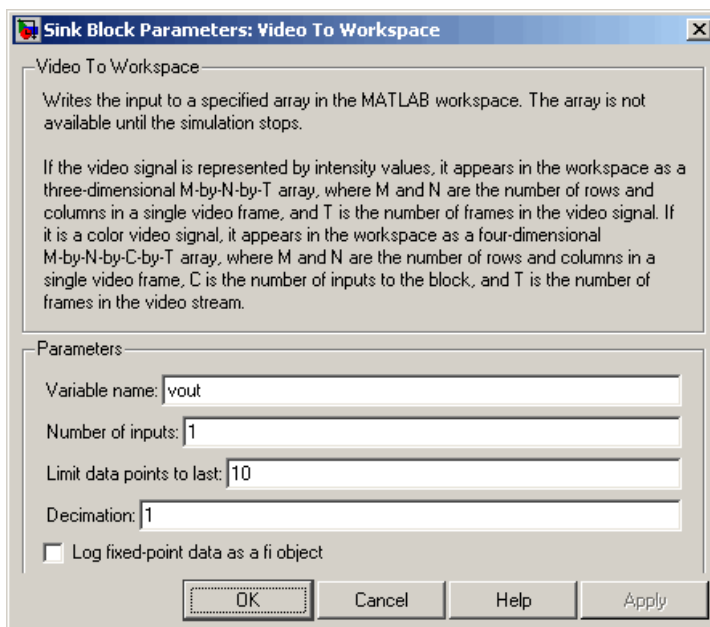 Sink Block Parameters: Video To Workspace
Video To Workspace
Writes the input to a specified array in the MATLAB workspace. The array is not
available until the simulation stops.
If the video signal is represented by intensity values, it appears in the workspace as a
three-dimensional M-by-N-by-T array, where M and N are the number of rows and
columns in a single video frame, and T is the number of frames in the video signal. If
it is a color video signal, it appears in the workspace as a four-dimensional
M-by-N-by-C-by-T array, where M and N are the number of rows and columns in a
single video frame, C is the number of inputs to the block, and T is the number of
frames in the video stream.
Parameters
Variable name: vout
Number of inputs: 1
Limit data points to last: 10
Decimation: 1
Log fixed-point data as a fi object
OK Cancel Help Apply